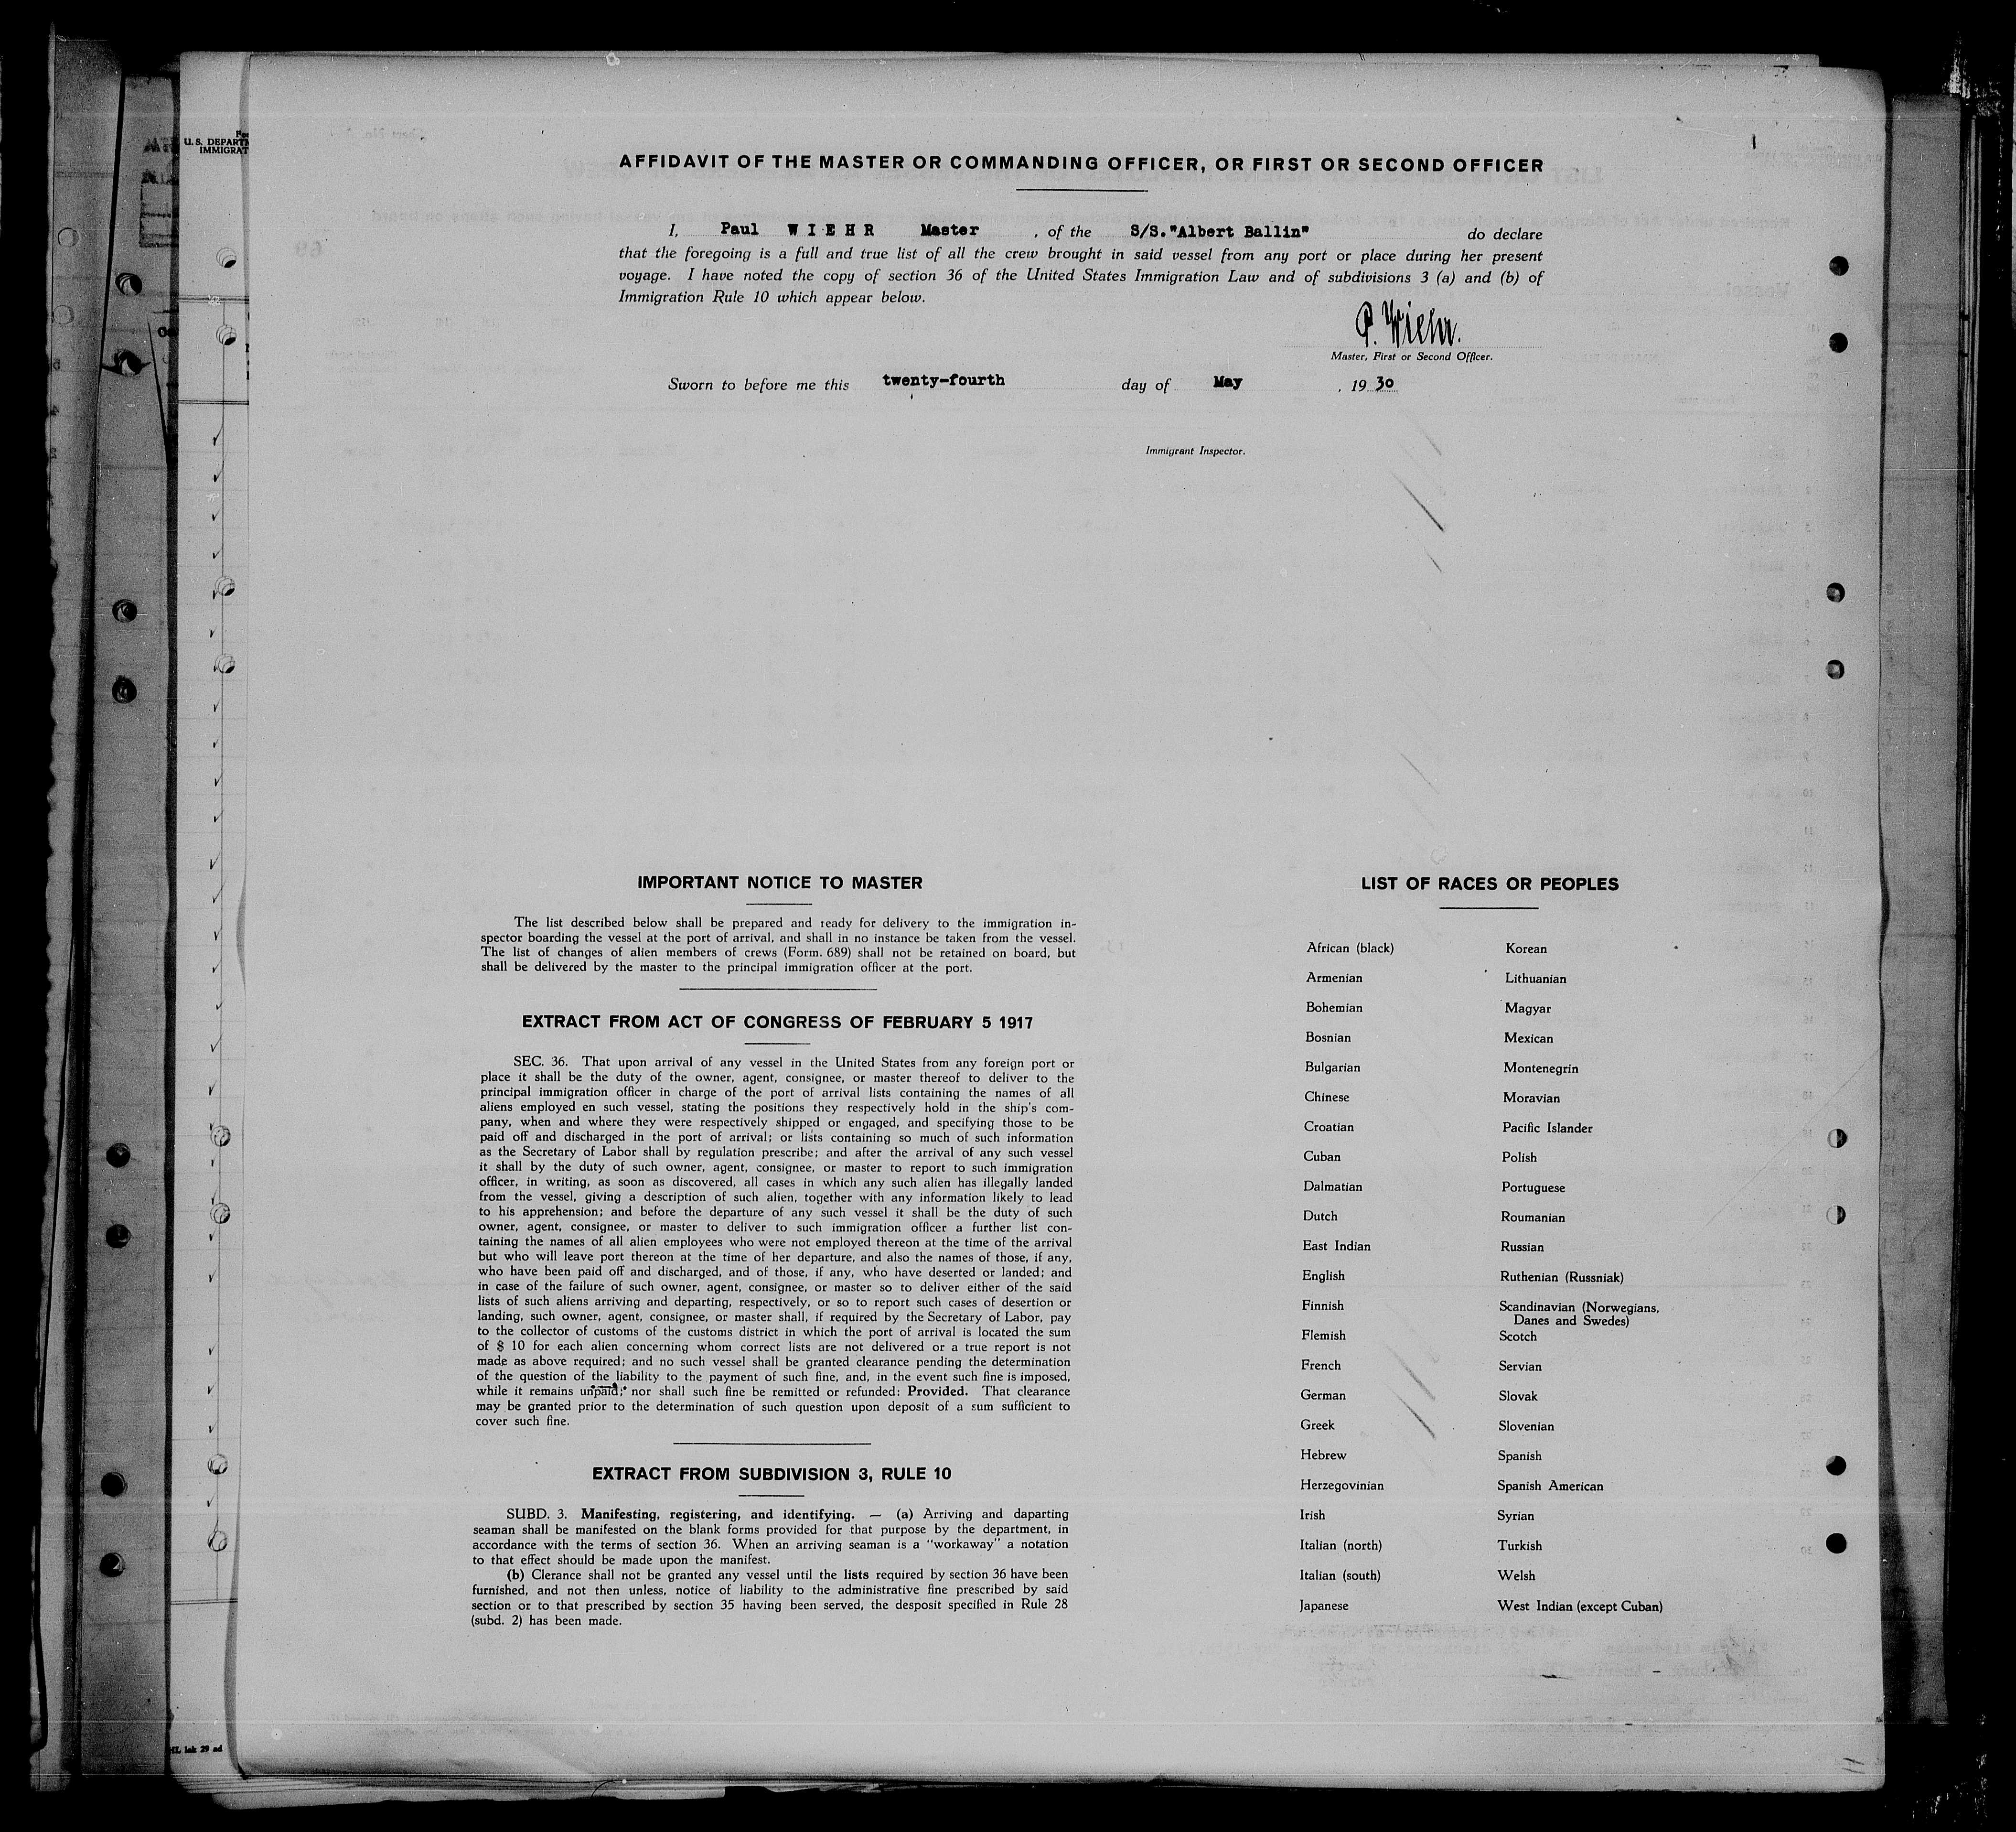 U. S. DEPARTM
IMMIGRAT
AFFIDAVIT OF THE MASTER OR COMMANDING OFFICER, OR FIRST OR SECOND OFFICER
I, Paul WIEHR Master , of the S/S."Albert Ballin" do declare
that the foregoing is a full and true list of all the crew brought in said vessel from any port or place during her present
voyage. I have noted the copy of section 36 of the United States Immigration Law and of subdivisions 3 (a) and (b) of
Immigration Rule 10 which appear below.
P. Wiehr.
Master, First or Second Officer.
Sworn to before me this twenty-fourth day of May , 19 30
Immigrant Inspector.
IMPORTANT NOTICE TO MASTER
The list described below shall be prepared and ready for delivery to the immigration in-
spector boarding the vessel at the port of arrival, and shall in no instance be taken from the vessel.
The list of changes of alien members of crews (Form. 689) shall not be retained on board, but
shall be delivered by the master to the principal immigration officer at the port.
EXTRACT FROM ACT OF CONGRESS OF FEBRUARY 5 1917
SEC. 36. That upon arrival of any vessel in the United States from any foreign port or
place it shall be the duty of the owner, agent, consignee, or master thereof to deliver to the
principal immigration officer in charge of the port of arrival lists containing the names of all
aliens employed en such vessel, stating the positions they respectively hold in the ship's com-
pany, when and where they were respectively shipped or engaged, and specifying those to be
paid off and discharged in the port of arrival; or lists containing so much of such information
as the Secretary of Labor shall by regulation prescribe; and after the arrival of any such vessel
it shall by the duty of such owner, agent, consignee, or master to report to such immigration
officer, in writing, as soon as discovered, all cases in which any such alien has illegally landed
from the vessel, giving a description of such alien, together with any information likely to lead
to his apprehension; and before the departure of any such vessel it shall be the duty of such
owner, agent, consignee, or master to deliver to such immigration officer a further list con-
taining the names of all alien employees who were not employed thereon at the time of the arrival
but who will leave port thereon at the time of her departure, and also the names of those, if any,
who have been paid off and discharged, and of those, if any, who have deserted or landed; and
in case of the failure of such owner, agent, consignee, or master so to deliver either of the said
lists of such aliens arriving and departing, respectively, or so to report such cases of desertion or
landing, such owner, agent, consignee, or master shall, if required by the Secretary of Labor, pay
to the collector of customs of the customs district in which the port of arrival is located the sum
of $ 10 for each alien concerning whom correct lists are not delivered or a true report is not
made as above required; and no such vessel shall be granted clearance pending the determination
of the question of the liability to the payment of such fine, and, in the event such fine is imposed,
while it remains unpaid; nor shall such fine be remitted or refunded: Provided. That clearance
may be granted prior to the determination of such question upon deposit of a sum sufficient to
cover such fine.
EXTRACT FROM SUBDIVISION 3, RULE 10
SUBD. 3. Manifesting, registering, and identifying. — (a) Arriving and daparting
seaman shall be manifested on the blank forms provided for that purpose by the department, in
accordance with the terms of section 36. When an arriving seaman is a "workaway" a notation
to that effect should be made upon the manifest.
(b) Clerance shall not be granted any vessel until the lists required by section 36 have been
furnished, and not then unless, notice of liability to the administrative fine prescribed by said
section or to that prescribed by section 35 having been served, the desposit specified in Rule 28
(subd. 2) has been made.
LIST OF RACES OR PEOPLES
African (black)
Armenian
Bohemian
Bosnian
Bulgarian
Chinese
Croatian
Cuban
Dalmatian
Dutch
East Indian
English
Finnish
Flemish
French
German
Greek
Hebrew
Herzegovinian
Irish
Italian (north)
Italian (south)
Japanese
Korean
Lithuanian
Magyar
Mexican
Montenegrin
Moravian
Pacific Islander
Polish
Portuguese
Roumanian
Russian
Ruthenian (Russniak)
Scandinavian (Norwegians,
Danes and Swedes)
Scotch
Servian
Slovak
Slovenian
Spanish
Spanish American
Syrian
Turkish
Welsh
West Indian (except Cuban)